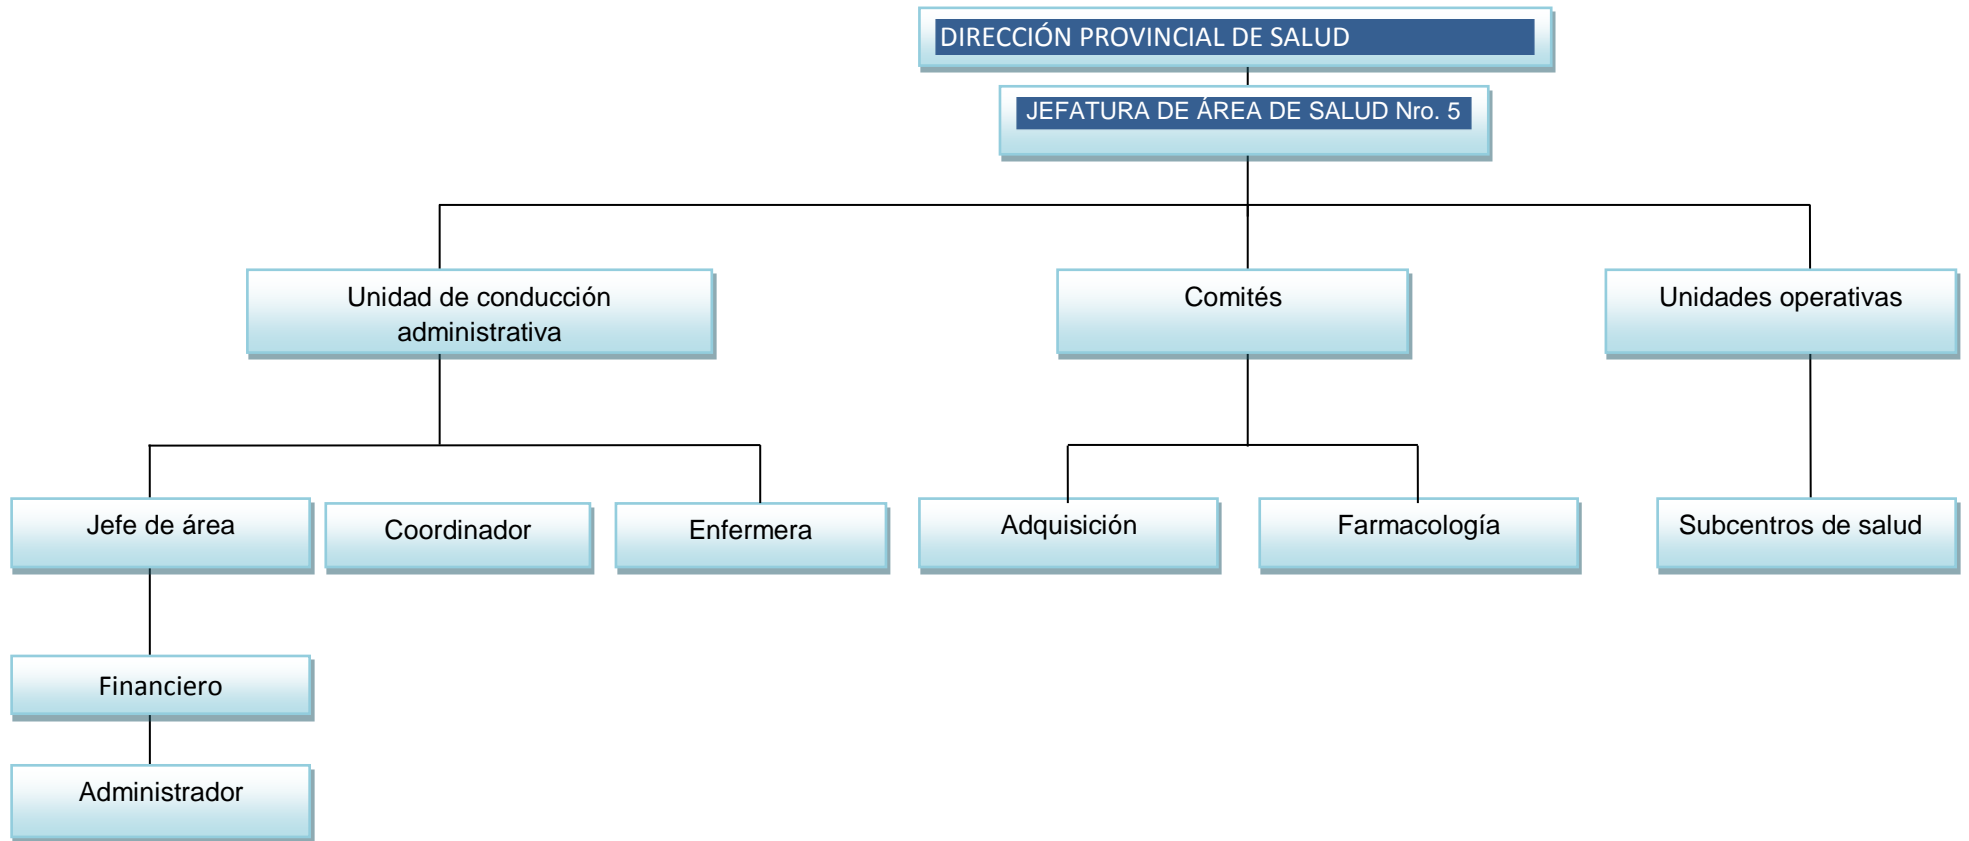 DIRECCIÓN PROVINCIAL DE SALUD
JEFATURA DE ÁREA DE SALUD Nro. 5
Unidad de conducción
administrativa
Comités
Unidades operativas
Jefe de área
Coordinador
Enfermera
Adquisición
Farmacología
Subcentros de salud
Financiero
Administrador